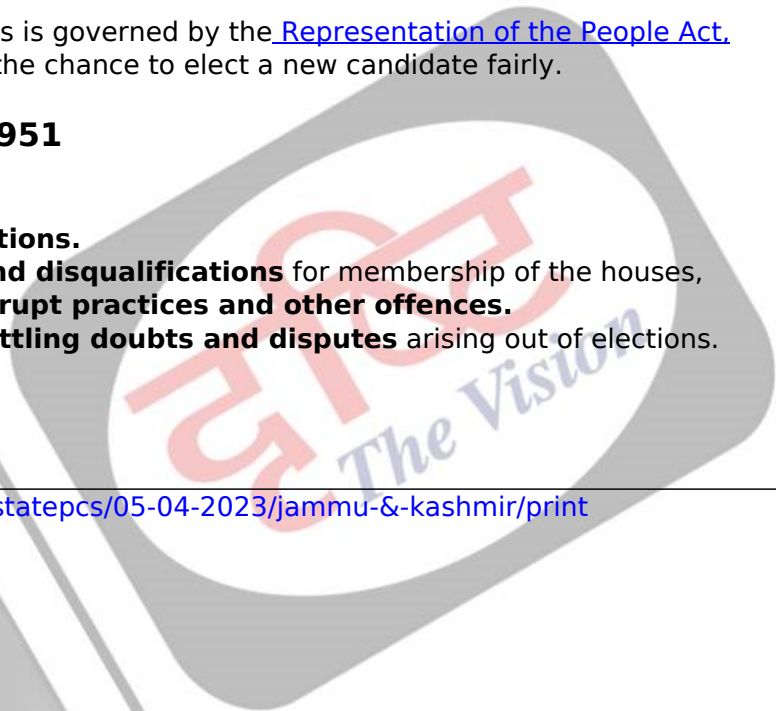 s is governed by the Representation of the People Act,
the chance to elect a new candidate fairly.
951
tions.
nd disqualifications for membership of the houses,
rupt practices and other offences.
ttling doubts and disputes arising out of elections.
दृष्टि
The Vision
statepcs/05-04-2023/jammu-&-kashmir/print